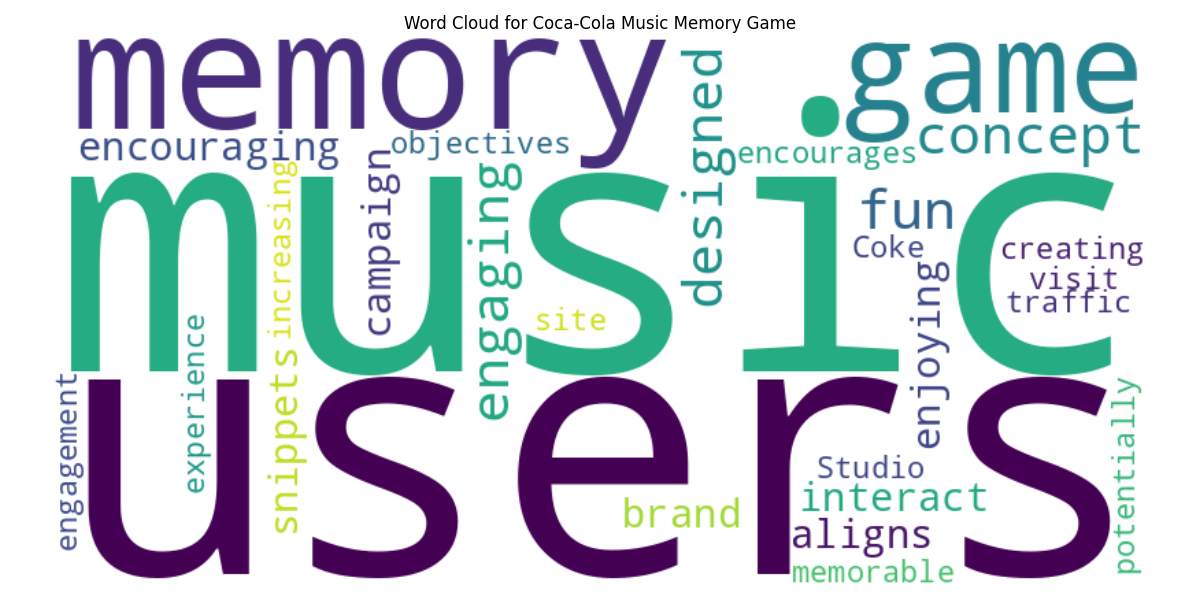 Word Cloud for Coca-Cola Music Memory Game
memory
game
designed
encouraging
objectives
encourages
concept
music
increasing
campaign
engaging
fun
Coke
creating
visit
traffic
enjoying
site
experience
snippets
engagement
users
potentially
Studio
interact
brand
aligns
memorable